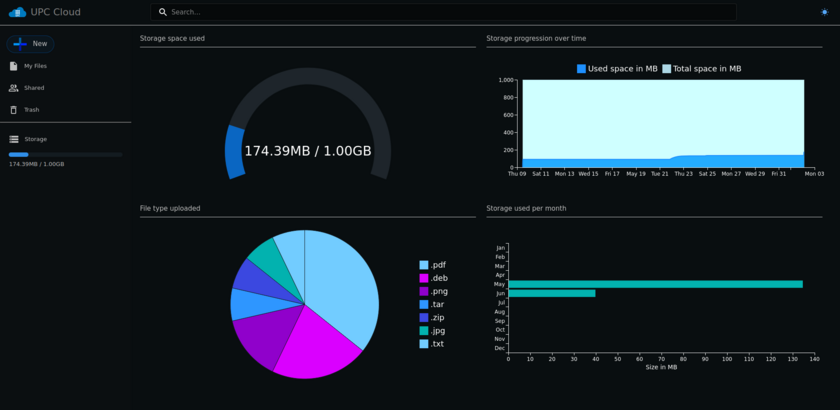 UPC Cloud
Search...
New
My Files
Shared
Trash
Storage
174.39MB / 1.00GB
Storage space used
174.39MB / 1.00GB
Storage progression over time
Used space in MB
Total space in MB
1,000
800
600
400
200
0
Thu 09 Sat 11 Mon 13 Wed 15 Fri 17 May 19 Tue 21 Thu 23 Sat 25 Mon 27 Wed 29 Fri 31 Mon 03
File type uploaded
.pdf
.deb
.png
.tar
.zip
.jpg
.txt
Storage used per month
Jan
Feb
Mar
Apr
May
Jun
Jul
Aug
Sep
Oct
Nov
Dec
0 10 20 30 40 50 60 70 80 90 100 110 120 130 140
Size in MB